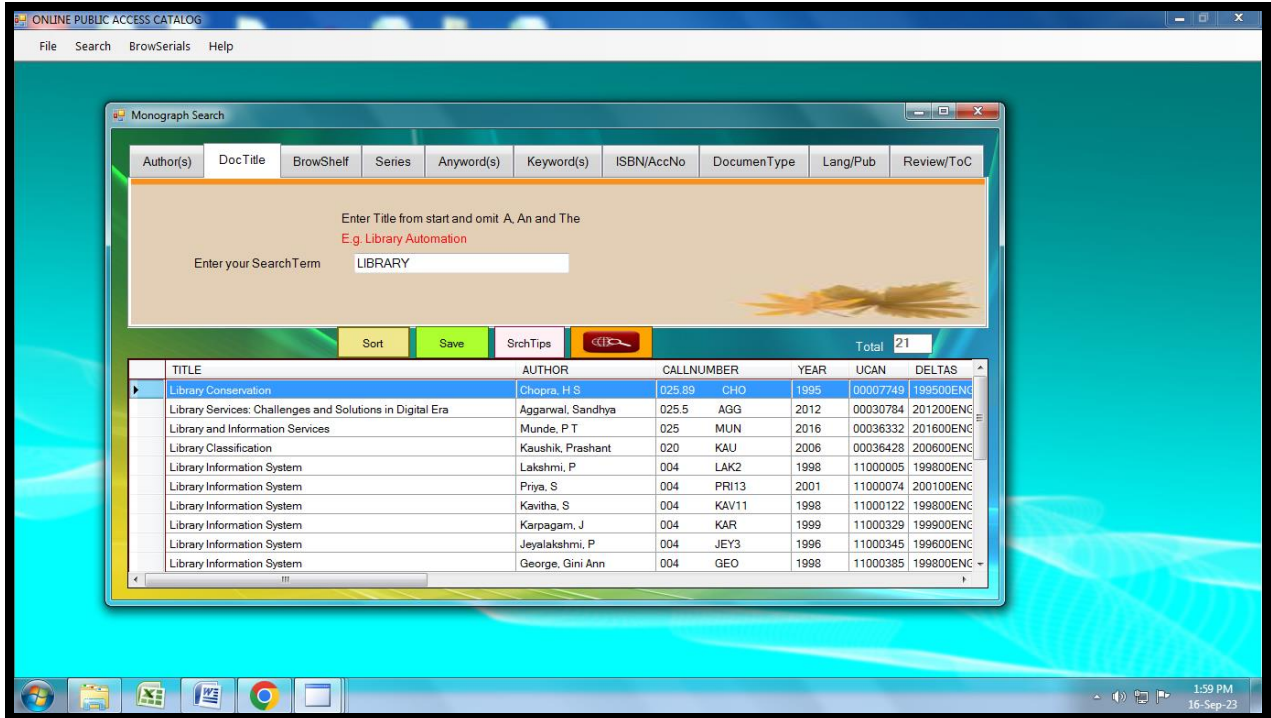 ONLINE PUBLIC ACCESS CATALOG
File Search BrowSerials Help
Monograph Search
Author(s) DocTitle BrowShelf Series Anyword(s) Keyword(s) ISBN/AccNo DocumenType Lang/Pub Review/ToC
Enter Title from start and omit A, An and The
E.g. Library Automation
Enter your SearchTerm LIBRARY
Sort Save SrchTips Total 21
TITLE AUTHOR CALLNUMBER YEAR UCAN DELTAS
Library Conservation Chopra, H S 025.89 CHO 1995 00007749 199500ENG
Library Services: Challenges and Solutions in Digital Era Aggarwal, Sandhya 025.5 AGG 2012 00030784 201200ENG
Library and Information Services Munde, P T 025 MUN 2016 00036332 201600ENG
Library Classification Kaushik, Prashant 020 KAU 2006 00036428 200600ENG
Library Information System Lakshmi, P 004 LAK2 1998 11000005 199800ENG
Library Information System Priya, S 004 PRI13 2001 11000074 200100ENG
Library Information System Kavitha, S 004 KAV11 1998 11000122 199800ENG
Library Information System Karpagam, J 004 KAR 1999 11000329 199900ENG
Library Information System Jeyalakshmi, P 004 JEY3 1996 11000345 199600ENG
Library Information System George, Gini Ann 004 GEO 1998 11000385 199800ENG
1:59 PM
16-Sep-23